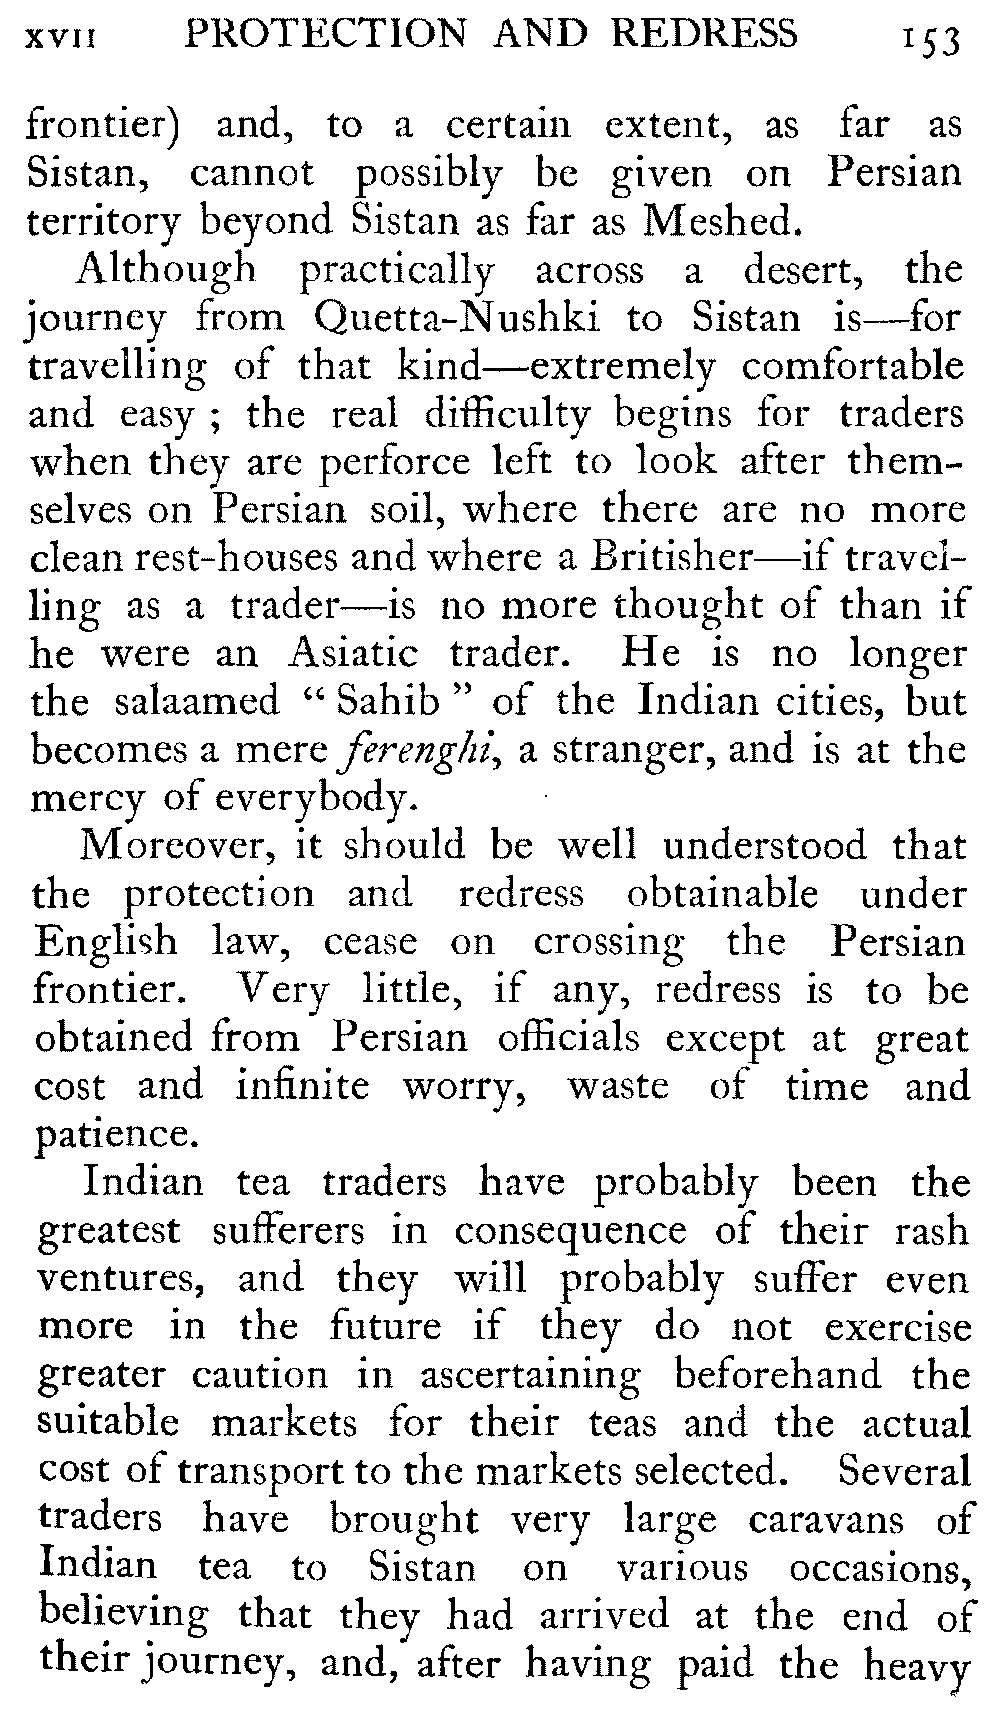 XVII PROTECTION AND REDRESS 153
frontier) and, to a certain extent, as far as
Sistan, cannot possibly be given on Persian
territory beyond Sistan as far as Meshed.
Although practically across a desert, the
journey from Quetta-Nushki to Sistan is—for
travelling of that kind—extremely comfortable
and easy ; the real difficulty begins for traders
when they are perforce left to look after them-
selves on Persian soil, where there are no more
clean rest-houses and where a Britisher—if travel-
ling as a trader—is no more thought of than if
he were an Asiatic trader. He is no longer
the salaamed “ Sahib ” of the Indian cities, but
becomes a mere ferenghi, a stranger, and is at the
mercy of everybody.
Moreover, it should be well understood that
the protection and redress obtainable under
English law, cease on crossing the Persian
frontier. Very little, if any, redress is to be
obtained from Persian officials except at great
cost and infinite worry, waste of time and
patience.
Indian tea traders have probably been the
greatest sufferers in consequence of their rash
ventures, and they will probably suffer even
more in the future if they do not exercise
greater caution in ascertaining beforehand the
suitable markets for their teas and the actual
cost of transport to the markets selected. Several
traders have brought very large caravans of
Indian tea to Sistan on various occasions,
believing that they had arrived at the end of
their journey, and, after having paid the heavy